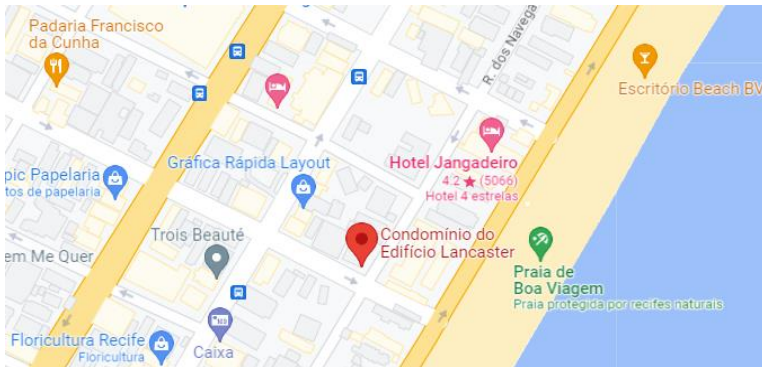 Padaria Francisco
da Cunha
R. dos Navega
Escritório Beach BV
pic Papelaria
tos de papelaria
Gráfica Rápida Layout
Hotel Jangadeiro
4.2 ★ (5066)
Hotel 4 estrelas
Trois Beauté
em Me Quer
Condomínio do
Edifício Lancaster
Praia de
Boa Viagem
Praia protegida por recifes naturais
Floricultura Recife
Floricultura
Caixa